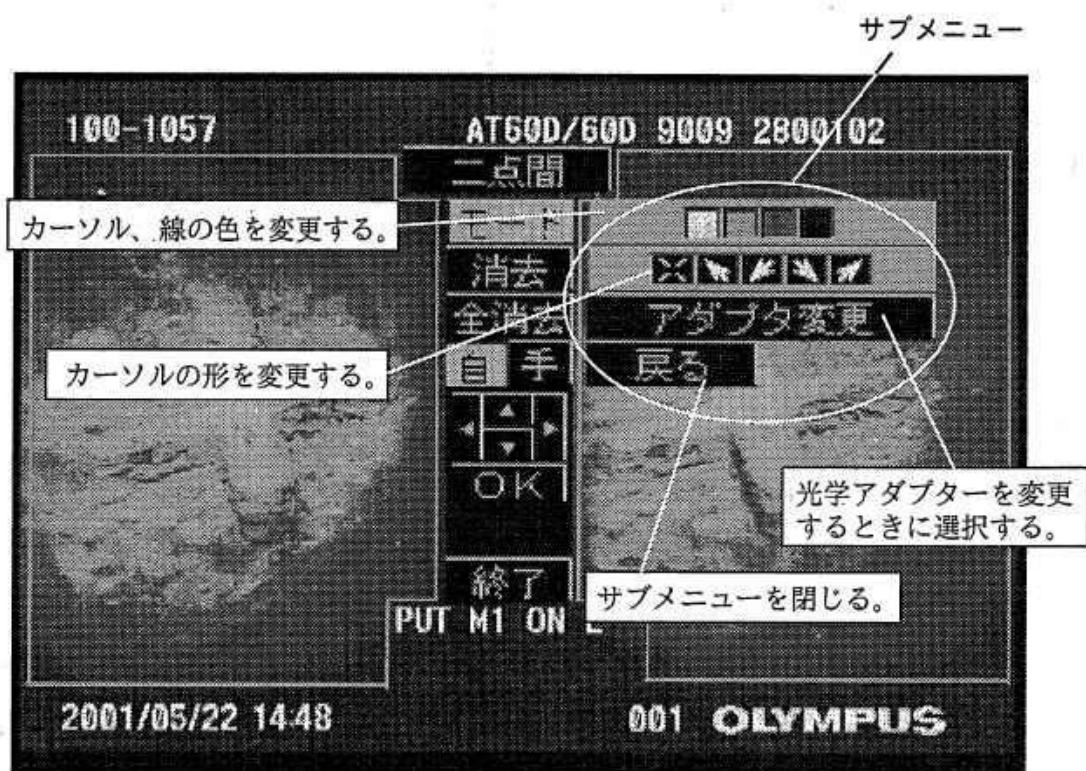 サブメニュー
100-1057
AT60D/60D 9009 2800102
二点間
カーソル、線の色を変更する。
モード
消去
全消去
アダプタ変更
カーソルの形を変更する。
自 手
戻る
OK
光学アダプターを変更
するときに選択する。
終了
サブメニューを閉じる。
PUT M1 ON L
2001/05/22 14:48
001 OLYMPUS